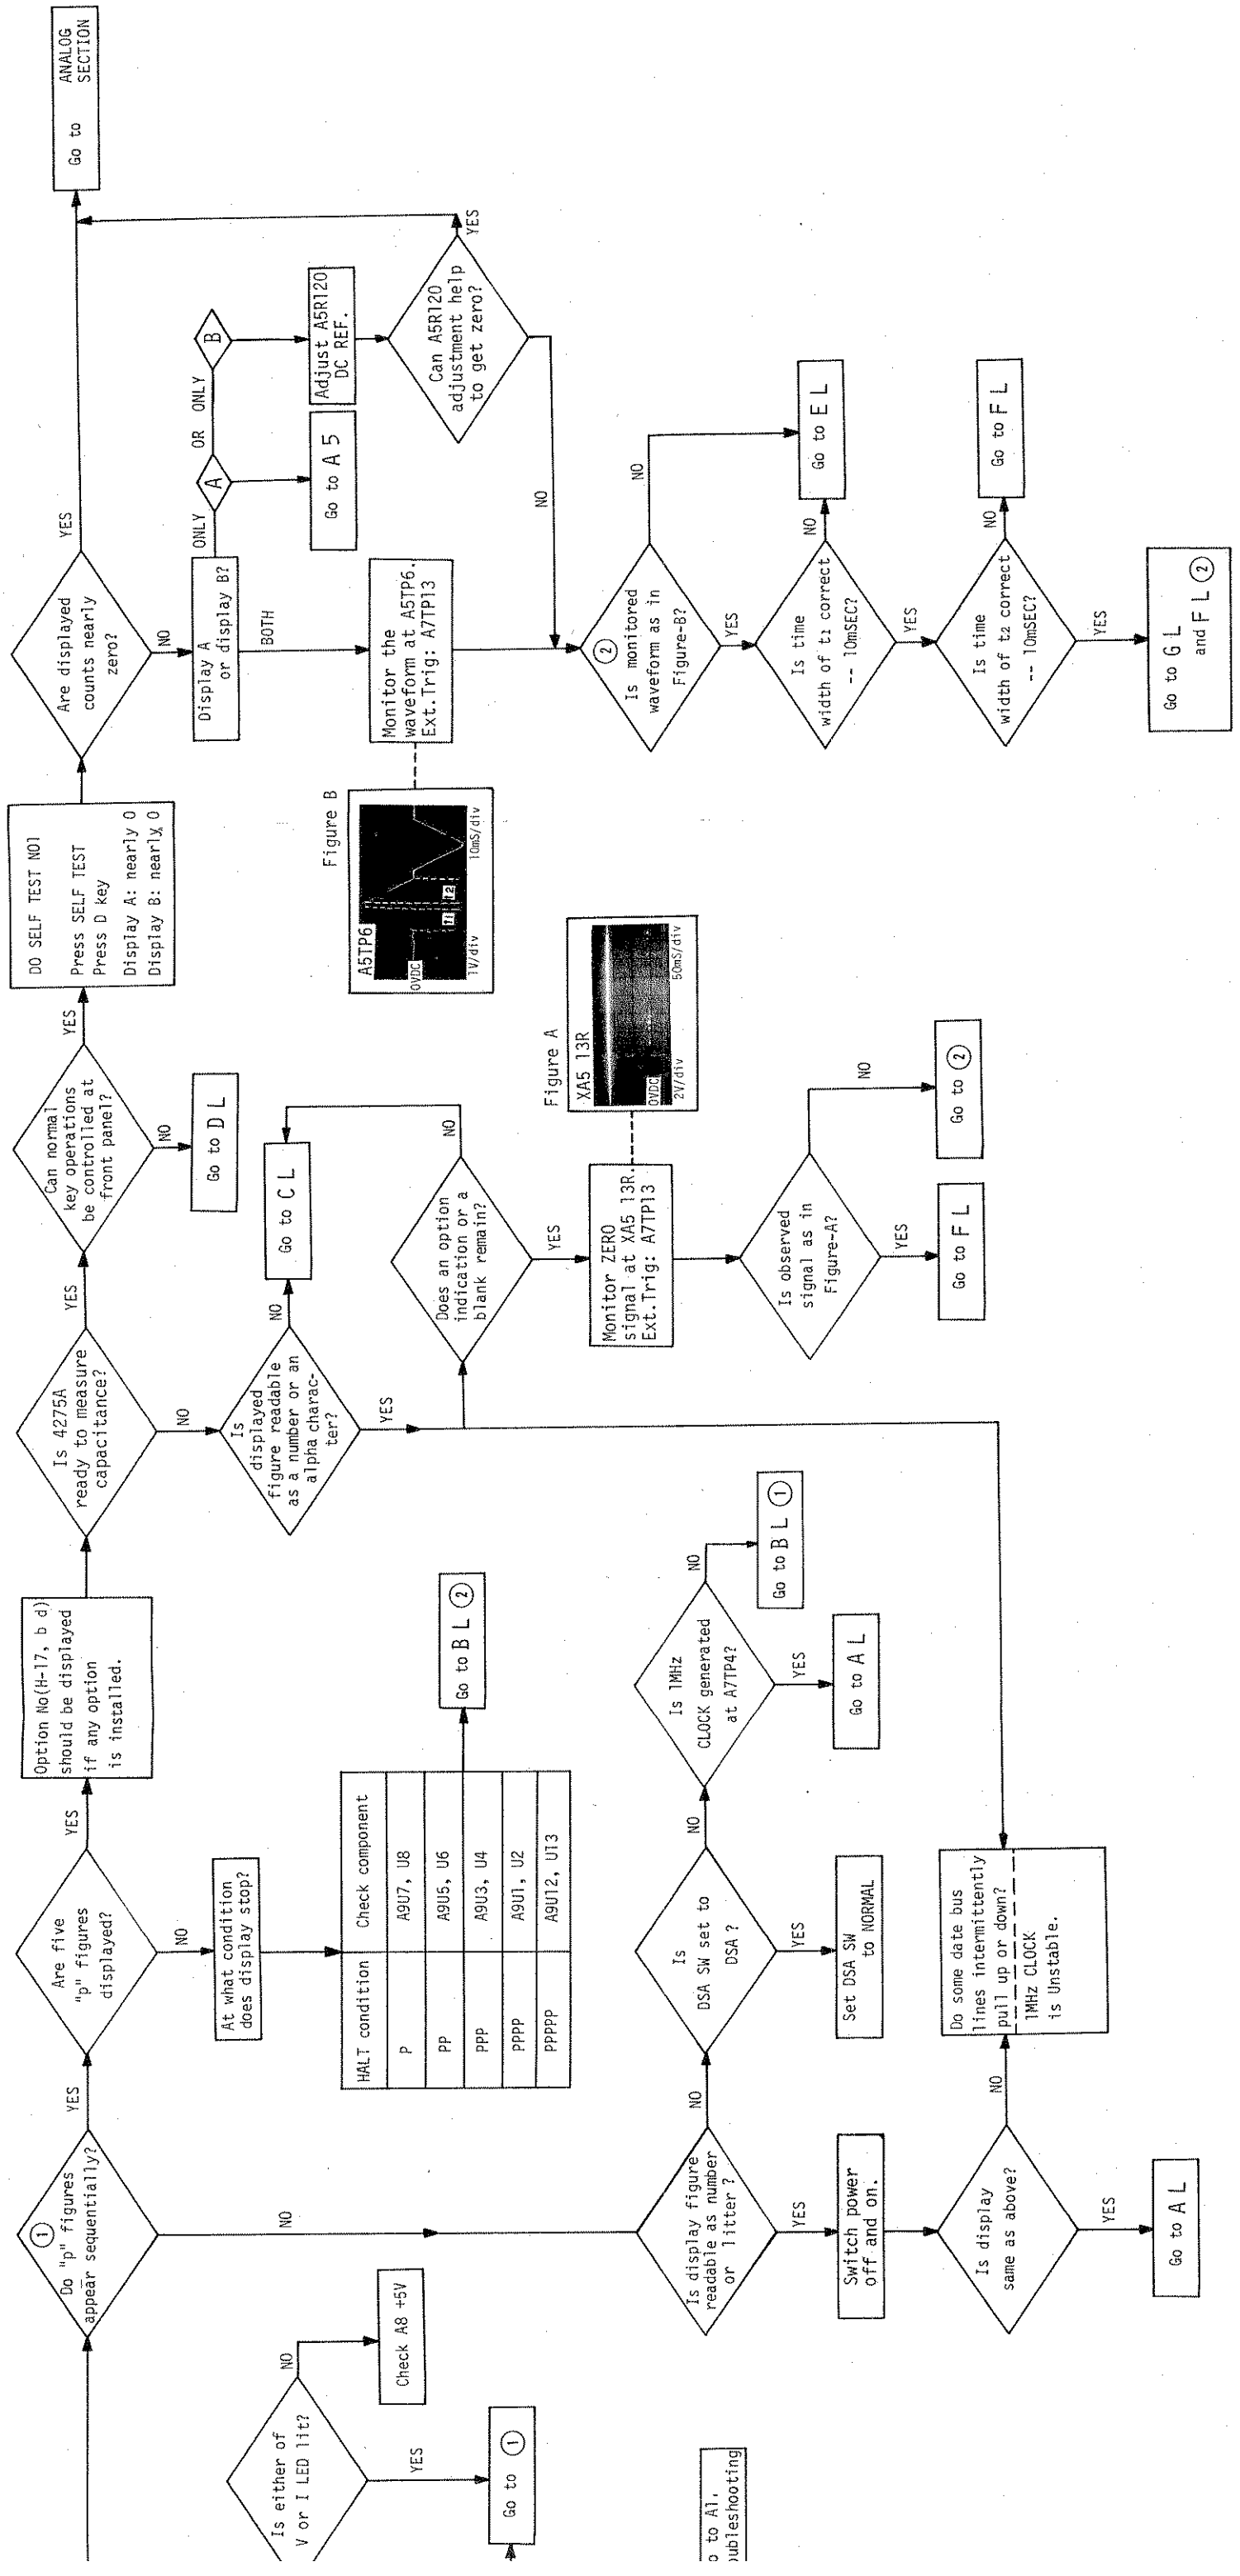 1
Do "p" figures
appear sequentially?
YES
NO
Is either of
V or I LED lit?
NO
Check A8 +5V
YES
Go to 1
o to A1.
oubleshooting
Are five
"p" figures
displayed?
YES
NO
At what condition
does display stop?
HALT condition Check component
P A9U7, U8
PP A9U5, U6
PPP A9U3, U4
PPPP A9U1, U2
PPPPP A9U12, U13
Go to B L 2
Option No(H-17, b d)
should be displayed
if any option
is installed.
Is display figure
readable as number
or litter ?
NO
YES
Switch power
off and on.
Is display
same as above?
NO
YES
Go to A L
Is
DSA SW set to
DSA ?
NO
YES
Set DSA SW
to NORMAL
Is 1MHz
CLOCK generated
at A7TP4?
NO
Go to B L 1
YES
Go to A L
Do some date bus
lines intermittently
pull up or down?
1MHz CLOCK
is Unstable.
Is 4275A
ready to measure
capacitance?
YES
NO
Is
displayed
figure readable
as a number or an
alpha charac-
ter?
NO
Go to C L
YES
Does an option
indication or a
blank remain?
NO
YES
Monitor ZERO
signal at XA5 13R.
Ext.Trig: A7TP13
Figure A
XA5 13R
0VDC
2V/div 50mS/div
Is observed
signal as in
Figure-A?
NO
Go to 2
YES
Go to F L
Can normal
key operations
be controlled at
front panel?
YES
NO
Go to D L
DO SELF TEST NO1
Press SELF TEST
Press D key
Display A: nearly 0
Display B: nearly 0
Are displayed
counts nearly
zero?
YES
Go to ANALOG
SECTION
NO
Display A
or display B?
ONLY A OR ONLY B
Go to A 5
Adjust A5R120
DC REF.
Can A5R120
adjustment help
to get zero?
YES
NO
BOTH
Monitor the
waveform at A5TP6.
Ext.Trig: A7TP13
Figure B
A5TP6
0VDC
t1 t2
1V/div 10mS/div
2
Is monitored
waveform as in
Figure-B?
NO
YES
Is time
width of t1 correct
-- 10mSEC?
NO
Go to E L
YES
Is time
width of t2 correct
-- 10mSEC?
NO
Go to F L
YES
Go to G L
and F L 2